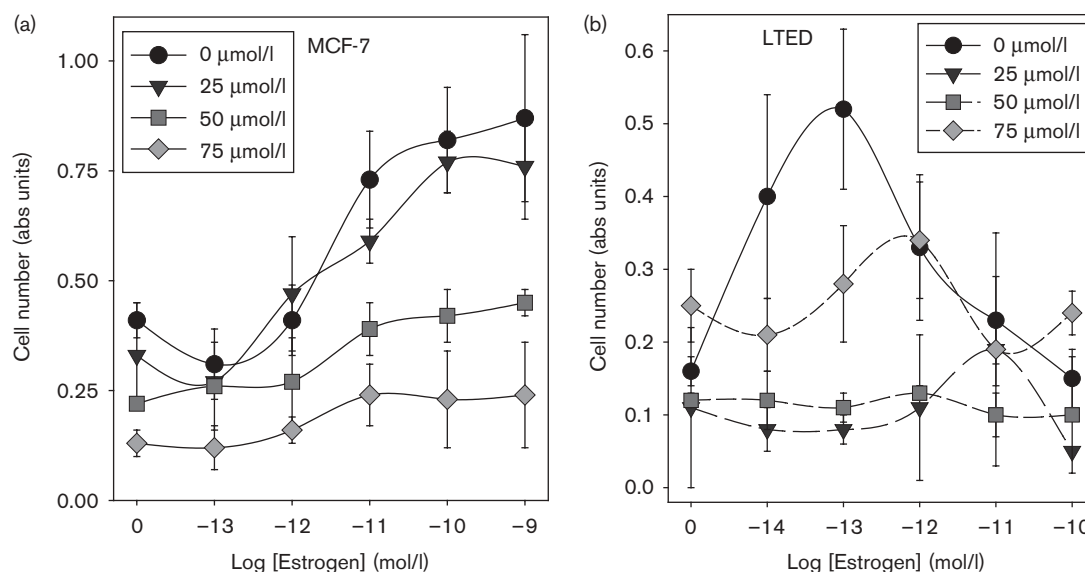 (a)
MCF-7
0 µmol/l
25 µmol/l
50 µmol/l
75 µmol/l
1.00
0.75
0.50
0.25
0.00
Cell number (abs units)
0 −13 −12 −11 −10 −9
Log [Estrogen] (mol/l)
(b)
LTED
0 µmol/l
25 µmol/l
50 µmol/l
75 µmol/l
0.6
0.5
0.4
0.3
0.2
0.1
0.0
Cell number (abs units)
0 −14 −13 −12 −11 −10
Log [Estrogen] (mol/l)